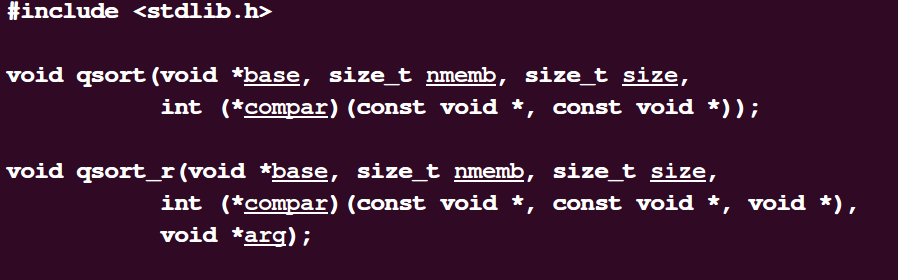 #include <stdlib.h>
void qsort(void *base, size_t nmemb, size_t size,
int (*compar)(const void *, const void *));
void qsort_r(void *base, size_t nmemb, size_t size,
int (*compar)(const void *, const void *, void *),
void *arg);